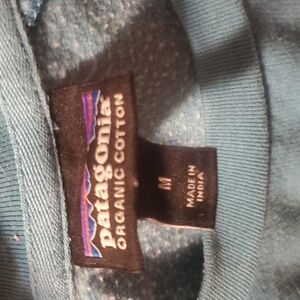 patagonia
ORGANIC COTTON
M
MADE IN
INDIA